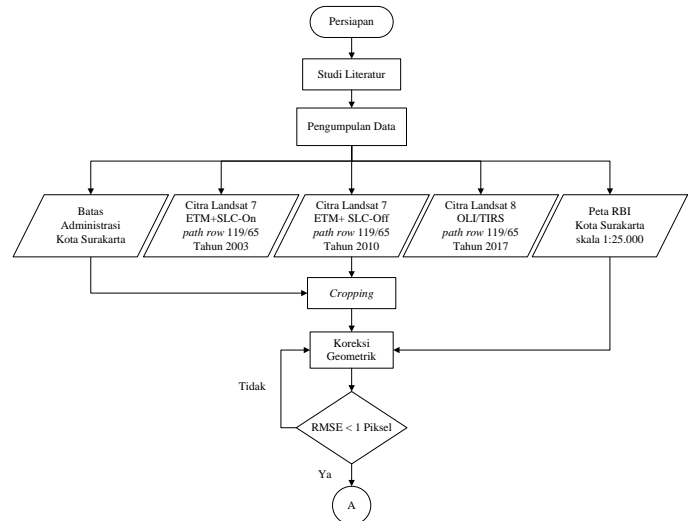 Persiapan
Studi Literatur
Pengumpulan Data
Batas
Administrasi
Kota Surakarta
Citra Landsat 7
ETM+SLC-On
path row 119/65
Tahun 2003
Citra Landsat 7
ETM+ SLC-Off
path row 119/65
Tahun 2010
Citra Landsat 8
OLI/TIRS
path row 119/65
Tahun 2017
Peta RBI
Kota Surakarta
skala 1:25.000
Cropping
Koreksi
Geometrik
Tidak
RMSE < 1 Piksel
Ya
A